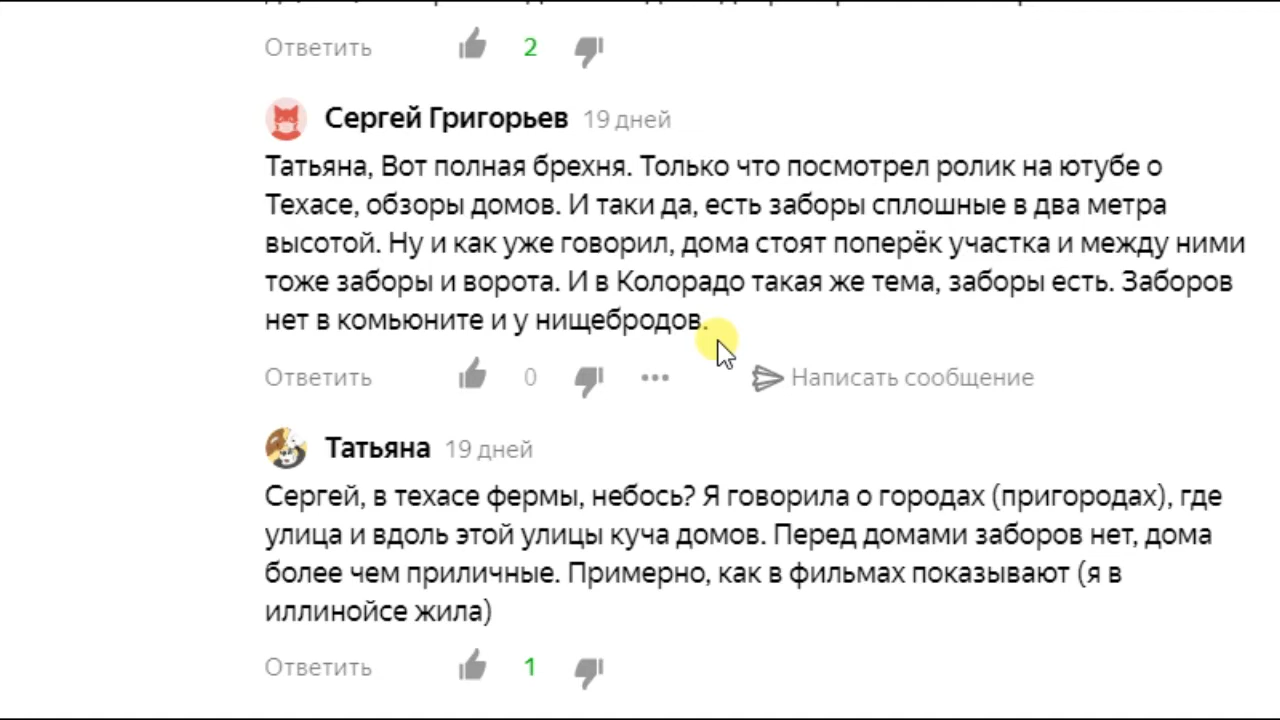 Ответить 2
Сергей Григорьев 19 дней
Татьяна, Вот полная брехня. Только что посмотрел ролик на ютубе о
Техасе, обзоры домов. И таки да, есть заборы сплошные в два метра
высотой. Ну и как уже говорил, дома стоят поперёк участка и между ними
тоже заборы и ворота. И в Колорадо такая же тема, заборы есть. Заборов
нет в комьюните и у нищебродов.
Ответить 0 ••• Написать сообщение
Татьяна 19 дней
Сергей, в техасе фермы, небось? Я говорила о городах (пригородах), где
улица и вдоль этой улицы куча домов. Перед домами заборов нет, дома
более чем приличные. Примерно, как в фильмах показывают (я в
иллинойсе жила)
Ответить 1